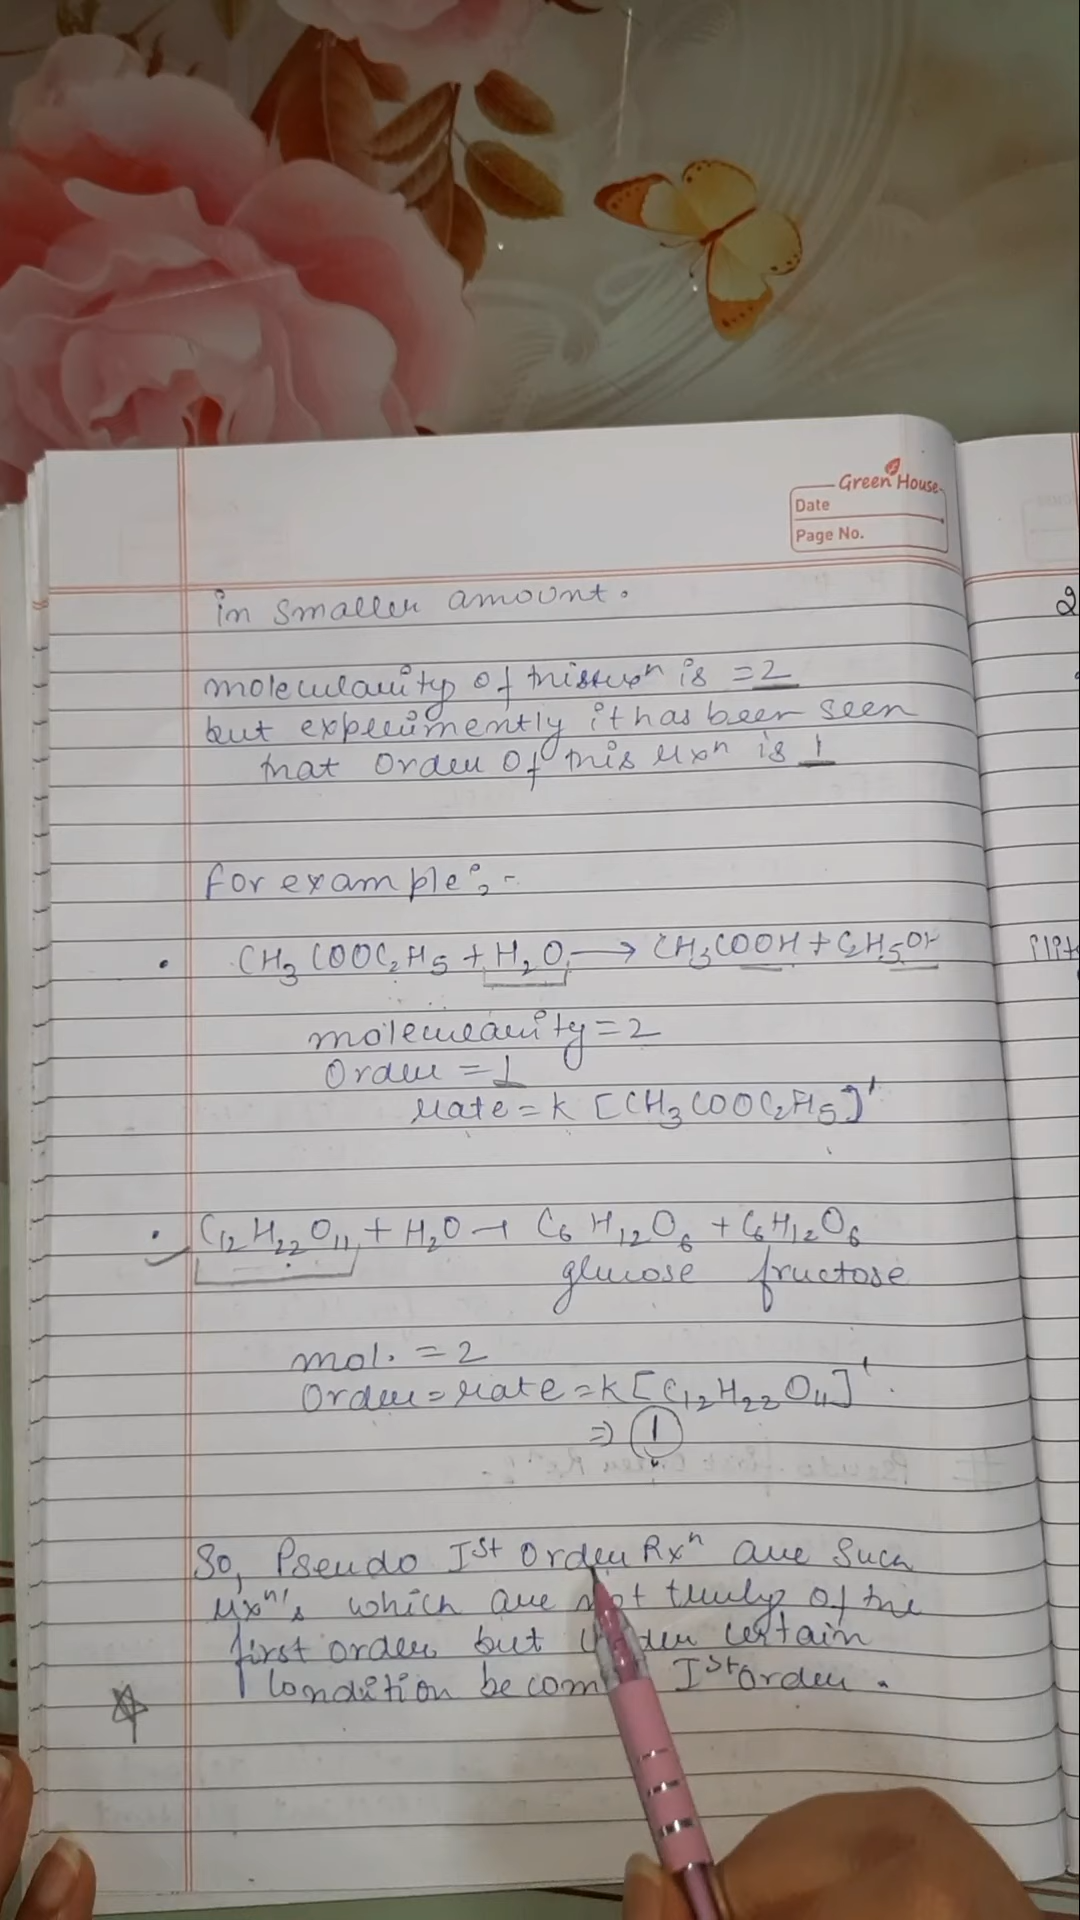 Green House
Date
Page No.
in smaller amount.
molecularity of this rxn is = 2
but experimently it has been seen
that order of this rxn is 1
for example :-
CH3COOC2H5 + H2O → CH3COOH + C2H5OH
molecularity = 2
Order = 1
rate = k [CH3COOC2H5]1
C12H22O11 + H2O → C6H12O6 + C6H12O6
glucose fructose
mol. = 2
Order = rate = k [C12H22O11]1
⇒ 1
So, Pseudo Ist Order Rxn are Such
rxn's which are not truly of the
first order but under certain
condition become Ist order.
2